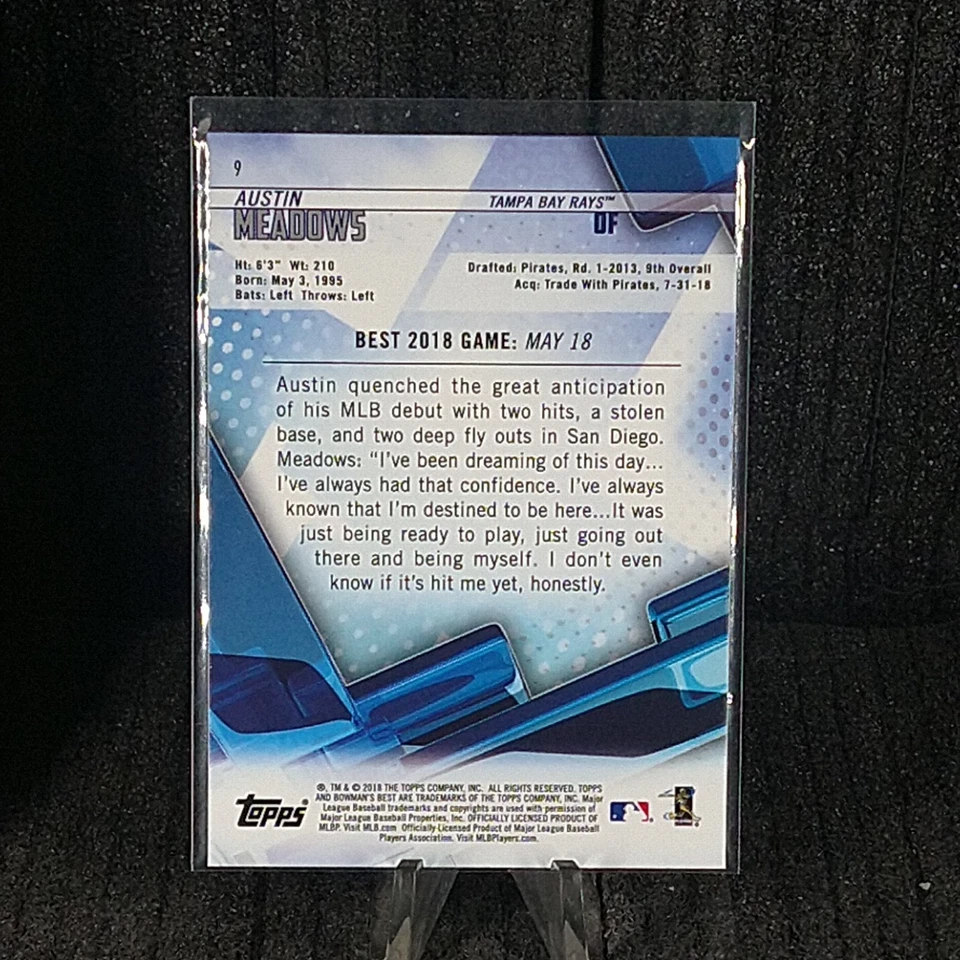 9
AUSTIN
MEADOWS
TAMPA BAY RAYS™
OF
Ht: 6'3" Wt: 210
Born: May 3, 1995
Bats: Left Throws: Left
Drafted: Pirates, Rd. 1-2013, 9th Overall
Acq: Trade With Pirates, 7-31-18
BEST 2018 GAME: MAY 18
Austin quenched the great anticipation
of his MLB debut with two hits, a stolen
base, and two deep fly outs in San Diego.
Meadows: “I've been dreaming of this day...
I've always had that confidence. I've always
known that I'm destined to be here...It was
just being ready to play, just going out
there and being myself. I don't even
know if it's hit me yet, honestly.
Topps®
®, TM & © 2018 THE TOPPS COMPANY, INC. ALL RIGHTS RESERVED. TOPPS
AND BOWMAN'S BEST ARE TRADEMARKS OF THE TOPPS COMPANY, INC. Major
League Baseball trademarks and copyrights are used with permission of
Major League Baseball Properties, Inc. OFFICIALLY LICENSED PRODUCT OF
MLBP. Visit MLB.com Officially Licensed Product of Major League Baseball
Players Association. Visit MLBPlayers.com.